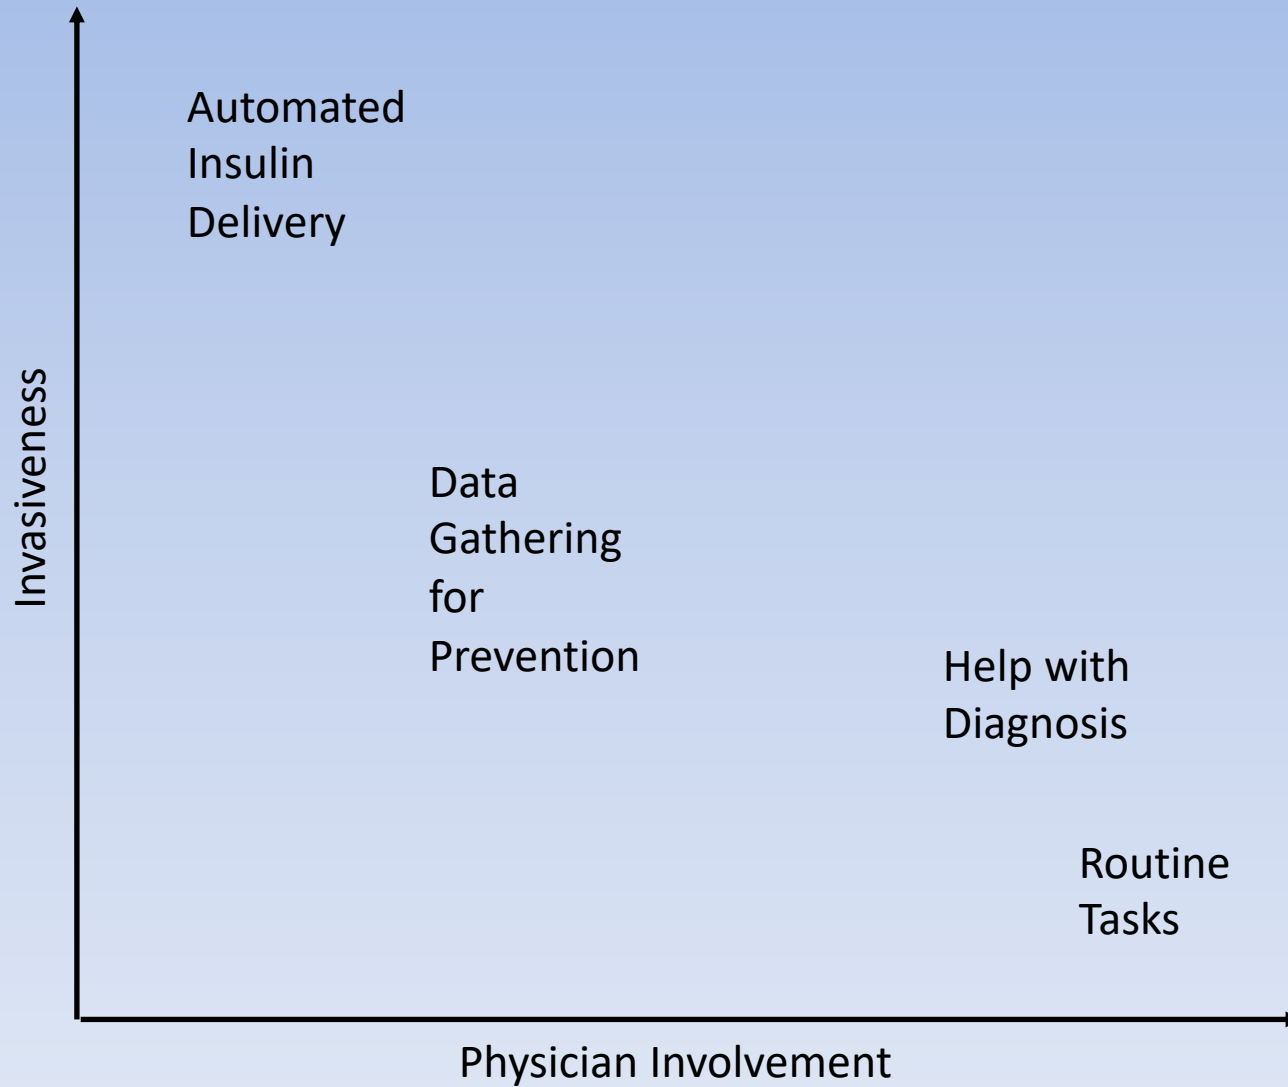 Automated
Insulin
Delivery
Invasiveness
Data
Gathering
for
Prevention
Help with
Diagnosis
Routine
Tasks
Physician Involvement